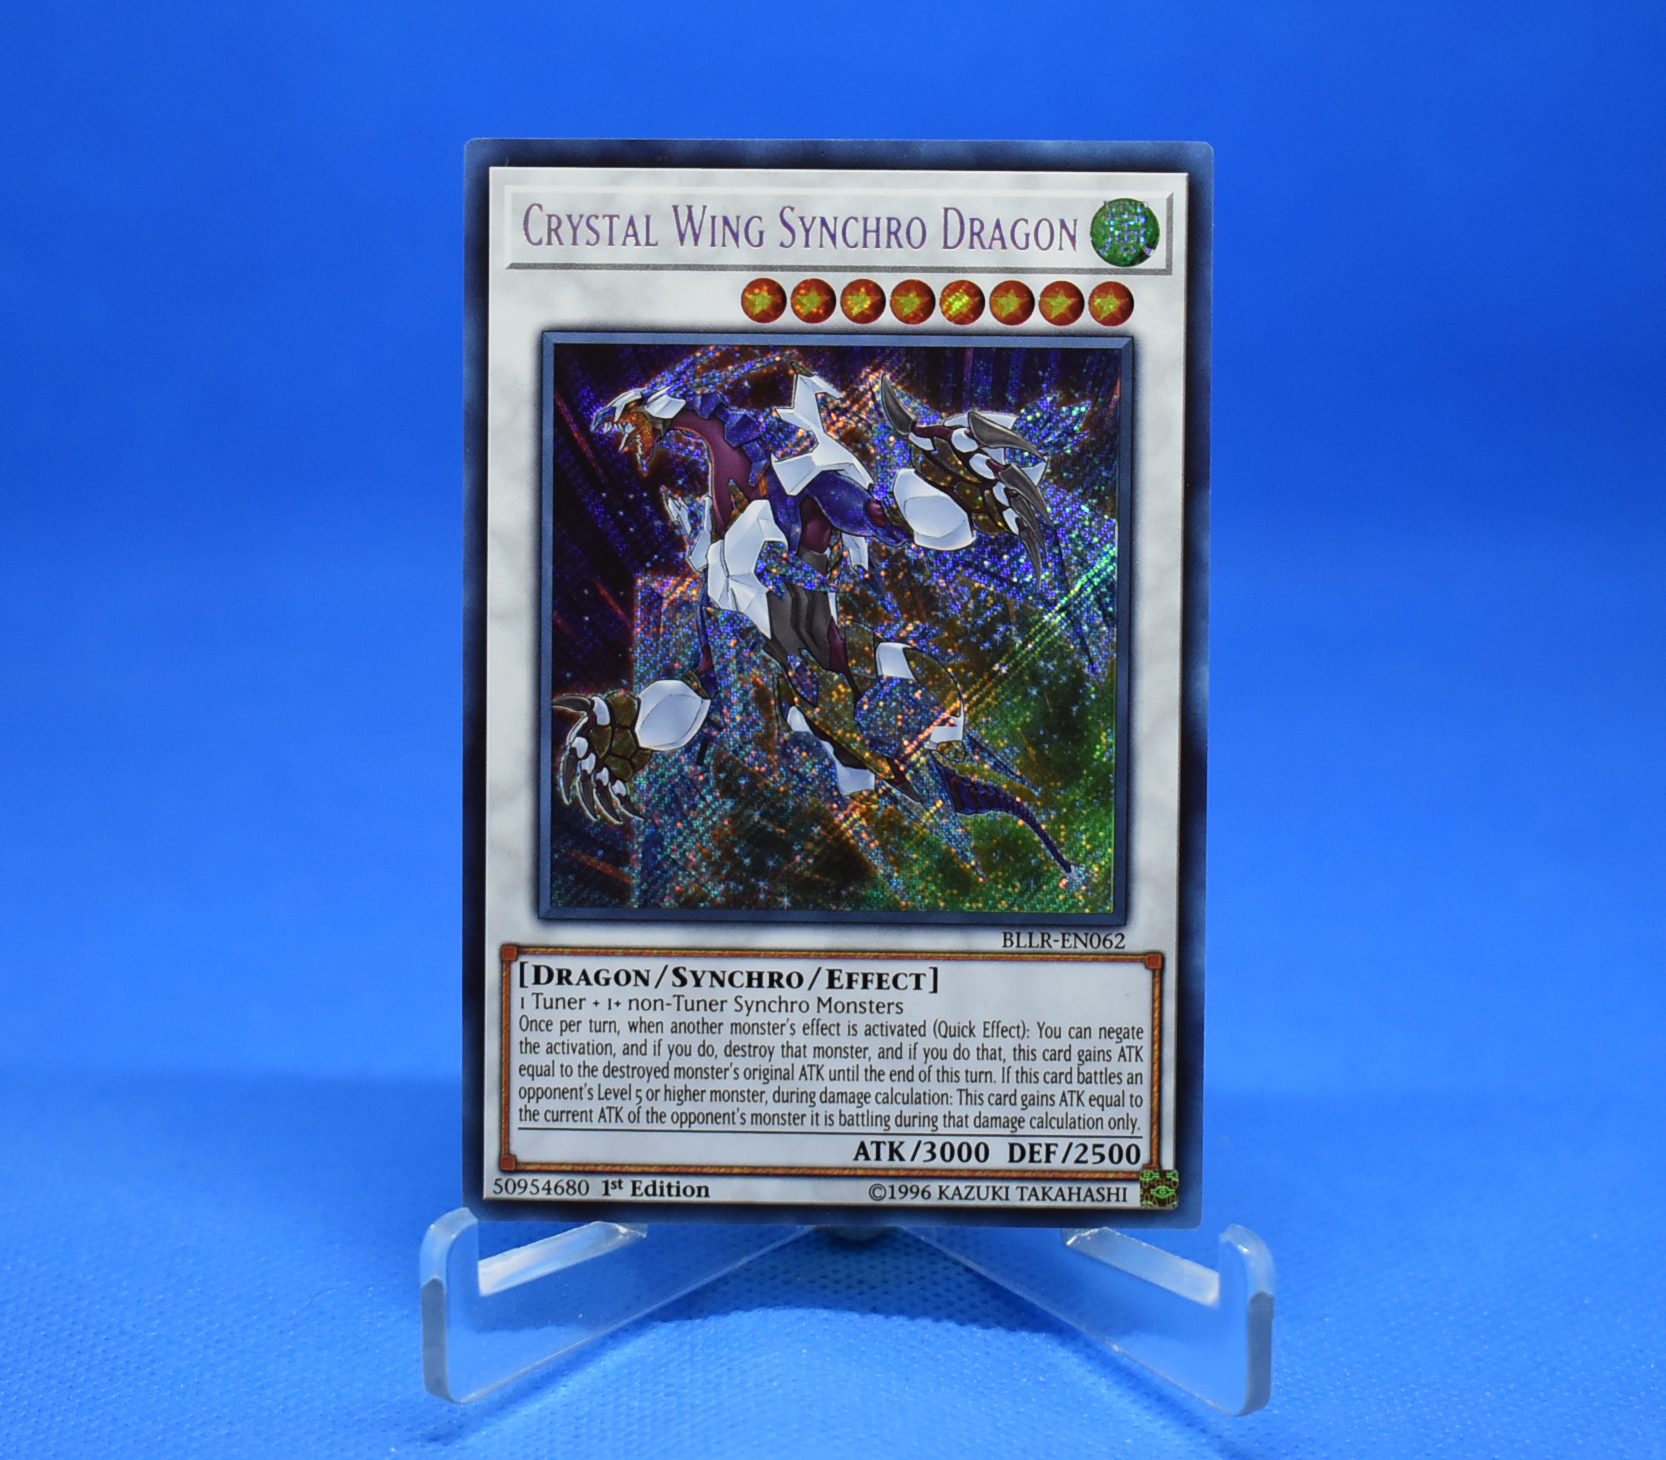 CRYSTAL WING SYNCHRO DRAGON
WIND
BLLR-EN062
[DRAGON/SYNCHRO/EFFECT]
1 Tuner + 1+ non-Tuner Synchro Monsters
Once per turn, when another monster's effect is activated (Quick Effect): You can negate
the activation, and if you do, destroy that monster, and if you do that, this card gains ATK
equal to the destroyed monster's original ATK until the end of this turn. If this card battles an
opponent's Level 5 or higher monster, during damage calculation: This card gains ATK equal to
the current ATK of the opponent's monster it is battling during that damage calculation only.
ATK/3000 DEF/2500
50954680 1st Edition ©1996 KAZUKI TAKAHASHI